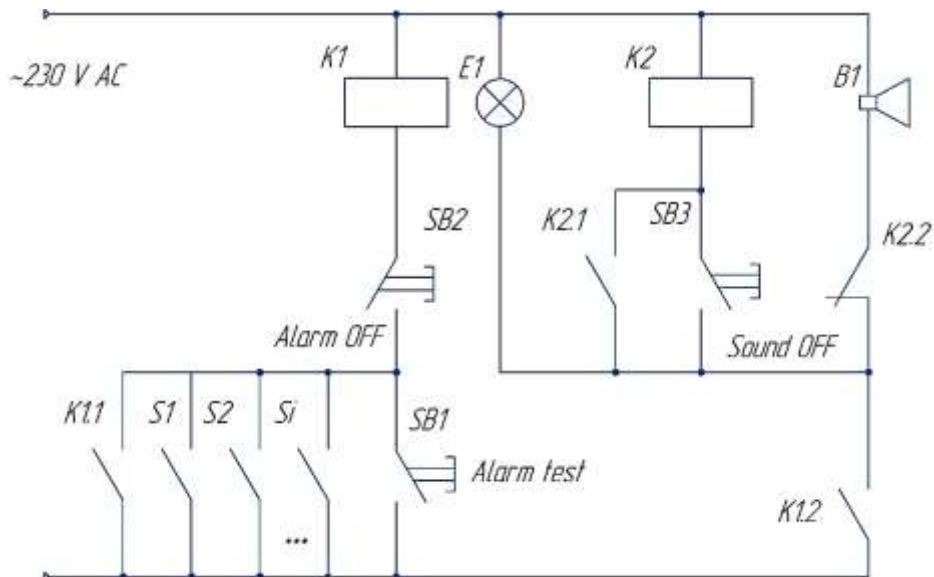 K1
E1
K2
B1
~230 V AC
SB2
K2.1
SB3
K2.2
Alarm OFF
Sound OFF
K1.1
S1
S2
Si
SB1
Alarm test
...
K1.2